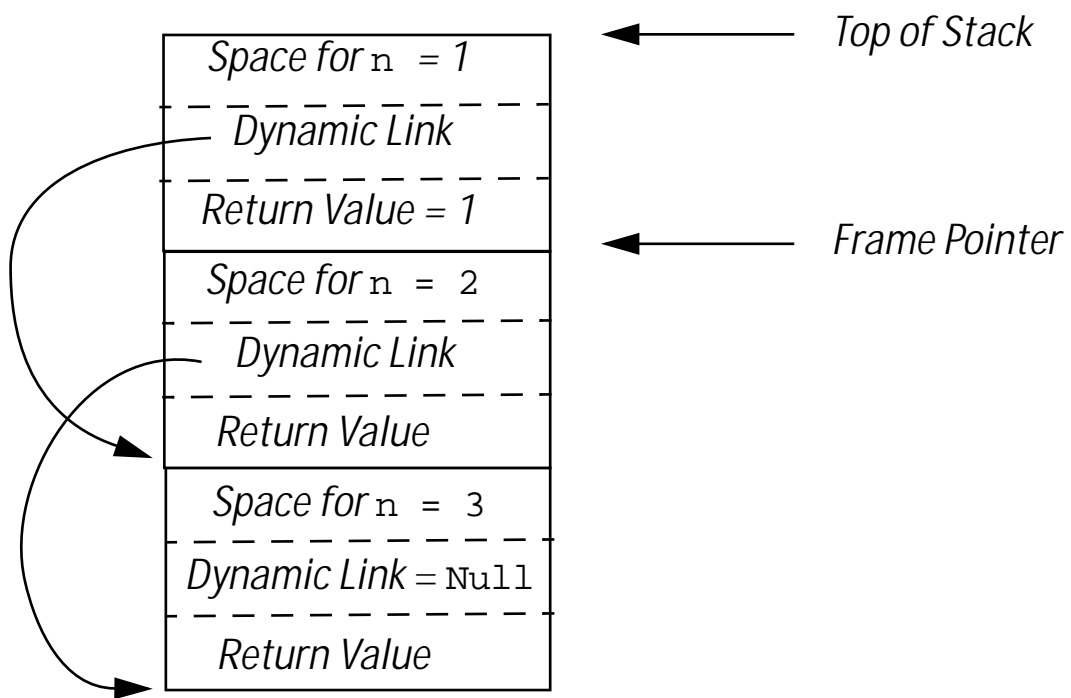 Top of Stack
Space for n = 1
Dynamic Link
Return Value = 1
Frame Pointer
Space for n = 2
Dynamic Link
Return Value
Space for n = 3
Dynamic Link = Null
Return Value